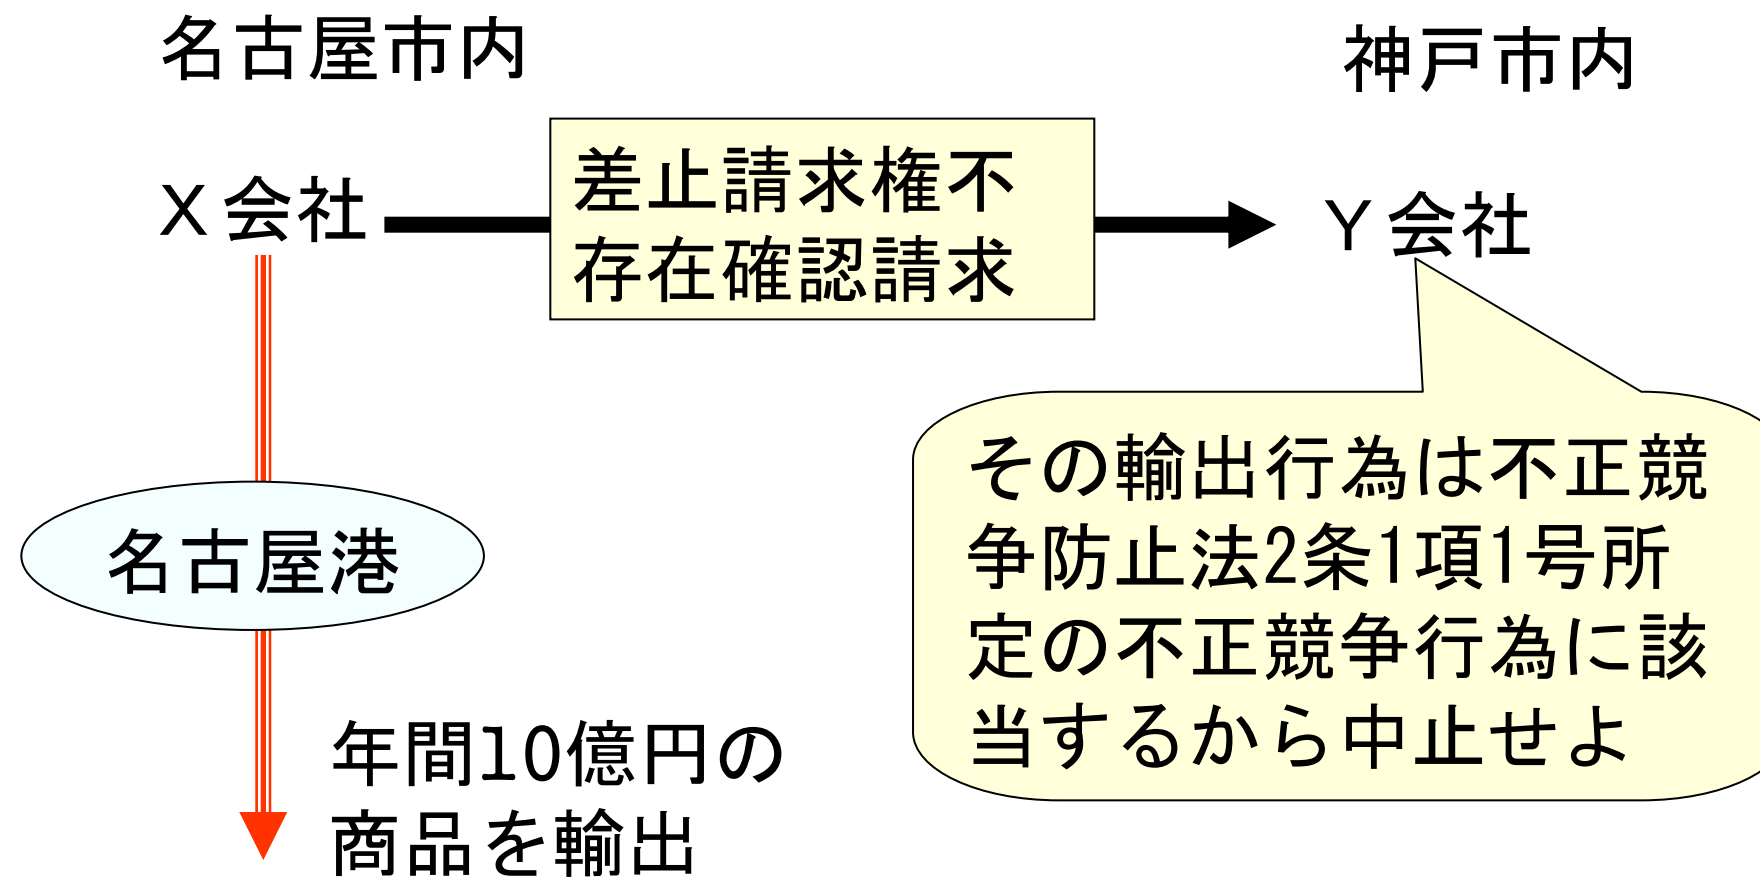 名古屋市内
神戸市内
X会社
差止請求権不
存在確認請求
Y会社
その輸出行為は不正競
争防止法2条1項1号所
定の不正競争行為に該
当するから中止せよ
名古屋港
年間10億円の
商品を輸出